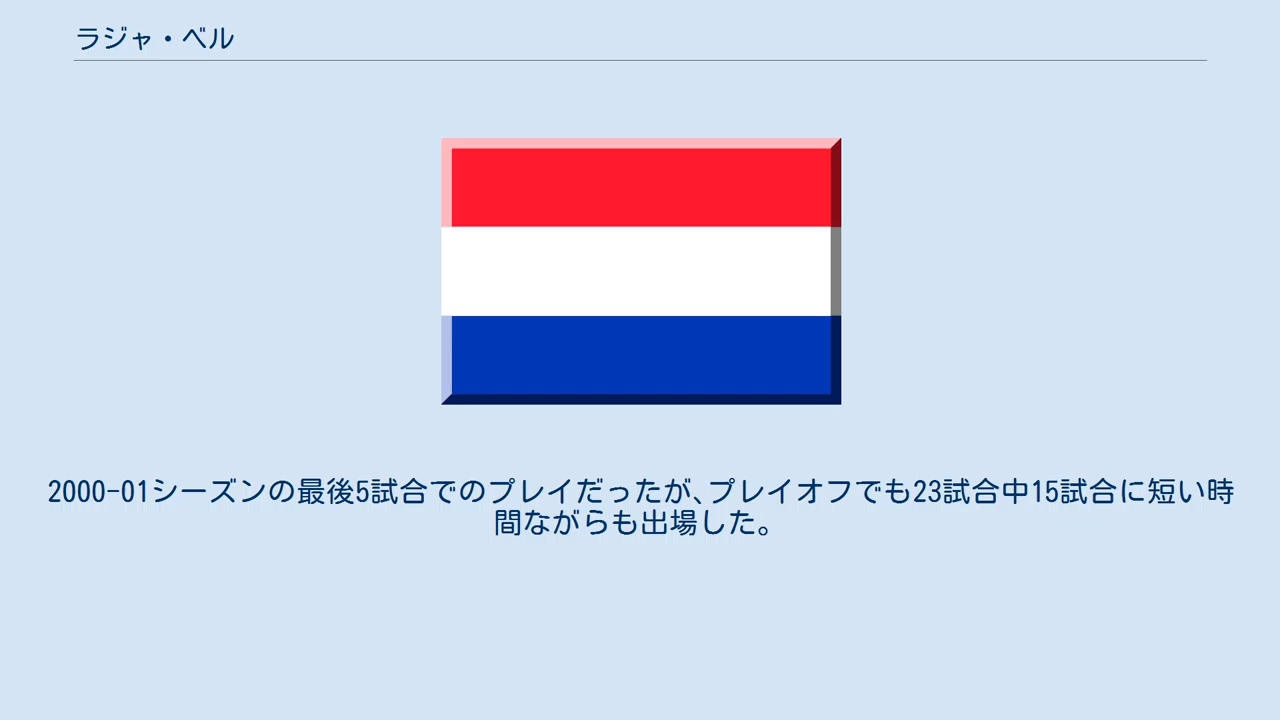 ラジャ・ベル
2000-01シーズンの最後5試合でのプレイだったが､プレイオフでも23試合中15試合に短い時
間ながらも出場した。